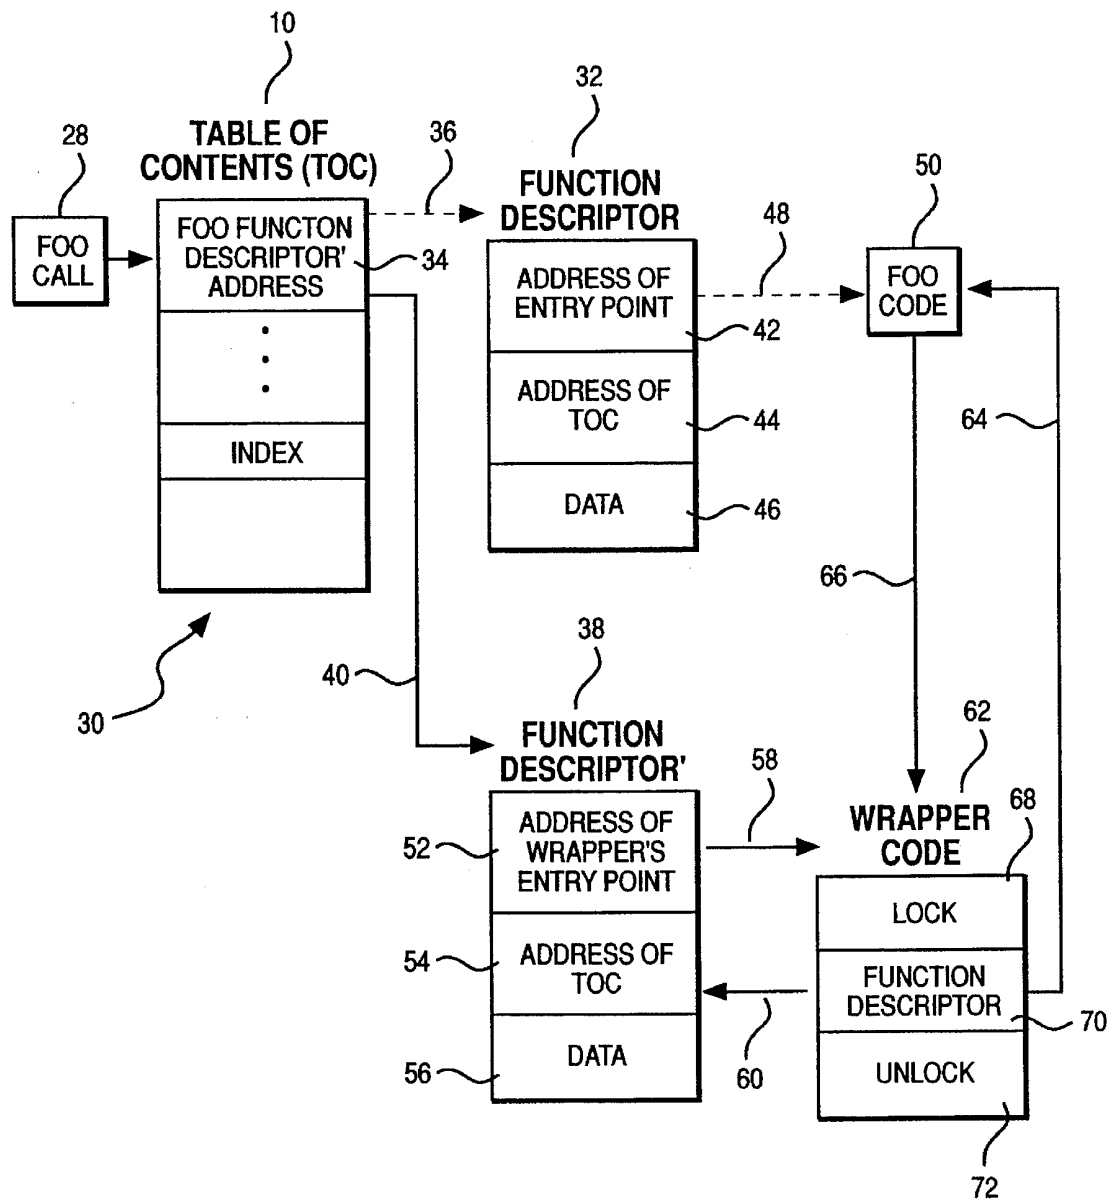 10
TABLE OF
CONTENTS (TOC)
28
FOO
CALL
FOO FUNCTON
DESCRIPTOR'
ADDRESS
34
INDEX
30
36
32
FUNCTION
DESCRIPTOR
ADDRESS OF
ENTRY POINT
42
ADDRESS OF
TOC
44
DATA
46
48
50
FOO
CODE
64
66
40
38
FUNCTION
DESCRIPTOR'
52
ADDRESS OF
WRAPPER'S
ENTRY POINT
54
ADDRESS OF
TOC
56
DATA
58
60
62
WRAPPER
CODE
68
LOCK
FUNCTION
DESCRIPTOR
70
UNLOCK
72